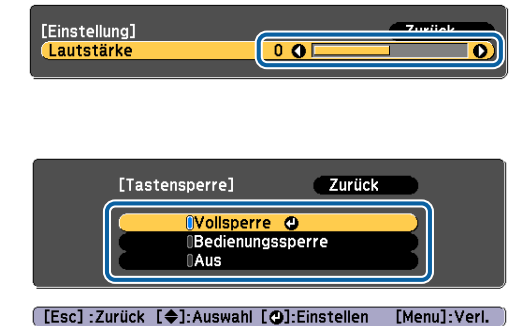 [Einstellung] Zurück
Lautstärke 0
[Tastensperre] Zurück
Vollsperre
Bedienungssperre
Aus
[Esc] :Zurück [ ]:Auswahl [ ]:Einstellen [Menu]:Verl.